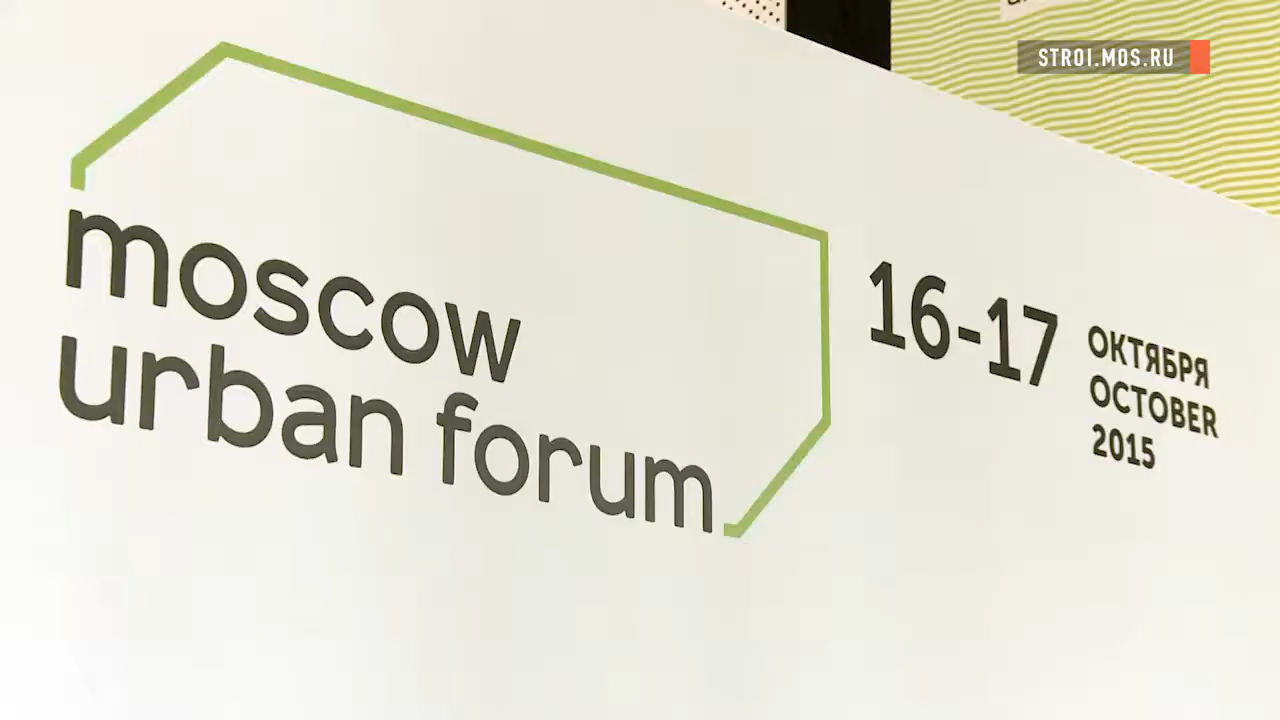 STROI.MOS.RU
moscow
urban forum
16-17
ОКТЯБРЯ
OCTOBER
2015